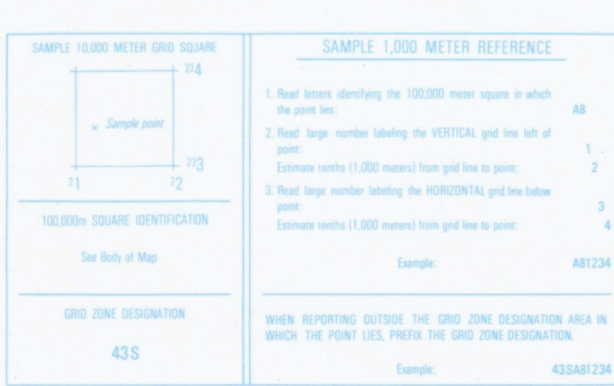 SAMPLE 10,000 METER GRID SQUARE
234
× Sample point
233
21 22
100,000m SQUARE IDENTIFICATION
See Body of Map
GRID ZONE DESIGNATION
43S
SAMPLE 1,000 METER REFERENCE
1. Read letters identifying the 100,000 meter square in which
the point lies: AB
2. Read large number labeling the VERTICAL grid line left of
point: 1
Estimate tenths (1,000 meters) from grid line to point: 2
3. Read large number labeling the HORIZONTAL grid line below
point: 3
Estimate tenths (1,000 meters) from grid line to point: 4
Example: AB1234
WHEN REPORTING OUTSIDE THE GRID ZONE DESIGNATION AREA IN
WHICH THE POINT LIES, PREFIX THE GRID ZONE DESIGNATION.
Example: 43SAB1234